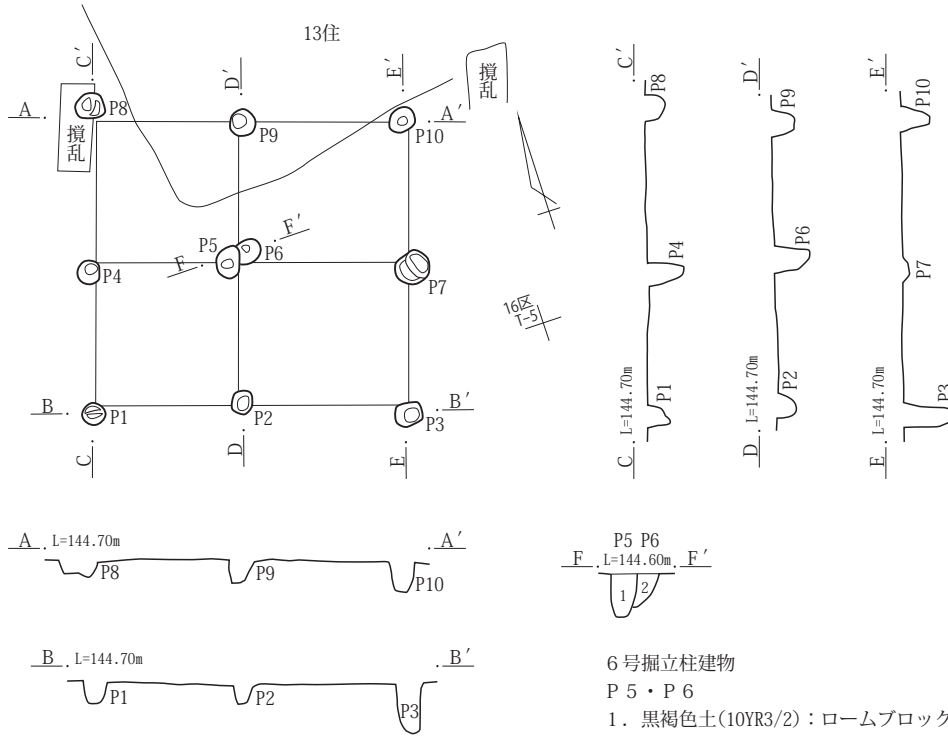 13住
C′
D′
E′
撹乱
A
P8
撹乱
P9
P10
A′
P5
F
F′
P6
P4
P7
16区
T-5
B
P1
P2
P3
B′
C
D
E
C′
P8
P4
P1
L=144.70m
C
D′
P9
P6
P2
L=144.70m
D
E′
P10
P7
P3
L=144.70m
E
A
L=144.70m
A′
P8
P9
P10
B
L=144.70m
B′
P1
P2
P3
P5 P6
F
L=144.60m
F′
1
2
6号掘立柱建物
P5・P6
1. 黒褐色土(10YR3/2)：ロームブロック